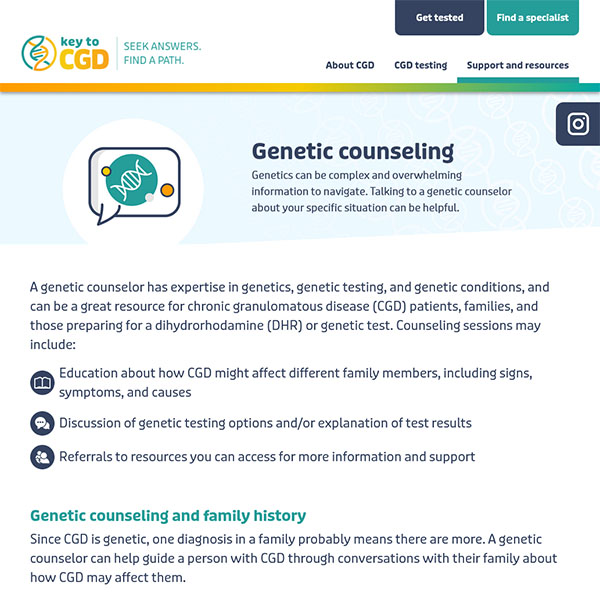 Get tested
Find a specialist
key to
CGD
SEEK ANSWERS.
FIND A PATH.
About CGD
CGD testing
Support and resources
Genetic counseling
Genetics can be complex and overwhelming
information to navigate. Talking to a genetic counselor
about your specific situation can be helpful.
A genetic counselor has expertise in genetics, genetic testing, and genetic conditions, and
can be a great resource for chronic granulomatous disease (CGD) patients, families, and
those preparing for a dihydrorhodamine (DHR) or genetic test. Counseling sessions may
include:
Education about how CGD might affect different family members, including signs,
symptoms, and causes
Discussion of genetic testing options and/or explanation of test results
Referrals to resources you can access for more information and support
Genetic counseling and family history
Since CGD is genetic, one diagnosis in a family probably means there are more. A genetic
counselor can help guide a person with CGD through conversations with their family about
how CGD may affect them.